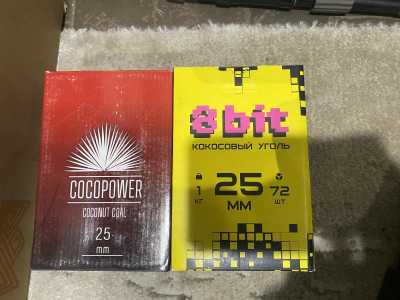 COCOPOWER
COCONUT COAL
25
mm
8bit
КОКОСОВЫЙ УГОЛЬ
1
КГ
25
ММ
72
ШТ